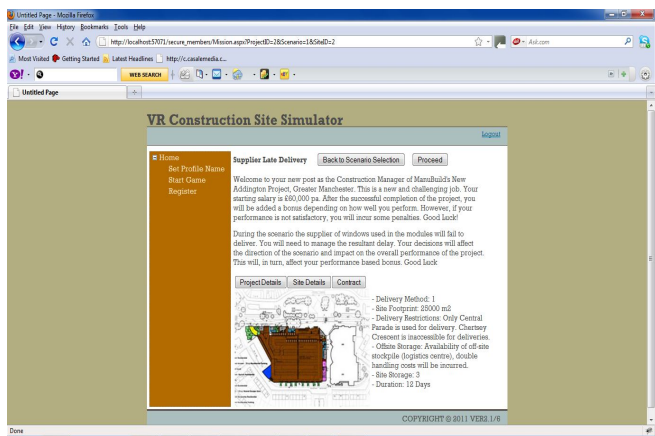 Untitled Page - Mozilla Firefox
File Edit View History Bookmarks Tools Help
http://localhost:57071/secure_members/Mission.aspx?ProjectID=2&Scenario=1&SiteID=2
Ask.com
Most Visited Getting Started Latest Headlines http://c.casalemedia.c...
WEB SEARCH
Untitled Page
VR Construction Site Simulator
Logout
Home
Set Profile Name
Start Game
Register
Supplier Late Delivery Back to Scenario Selection Proceed
Welcome to your new post as the Construction Manager of ManuBuild's New
Addington Project, Greater Manchester. This is a new and challenging job. Your
starting salary is £60,000 pa. After the successful completion of the project, you
will be added a bonus depending on how well you perform. However, if your
performance is not satisfactory, you will incur some penalties. Good Luck!
During the scenario the supplier of windows used in the modules will fail to
deliver. You will need to manage the resultant delay. Your decisions will affect
the direction of the scenario and impact on the overall performance of the project.
This will, in turn, affect your performance based bonus. Good Luck
Project Details Site Details Contract
- Delivery Method: 1
- Site Footprint: 25000 m2
- Delivery Restrictions: Only Central
Parade is used for delivery. Chertsey
Crescent is inaccessible for deliveries.
- Offsite Storage: Availability of off-site
stockpile (logistics centre), double
handling costs will be incurred.
- Site Storage: 3
- Duration: 12 Days
COPYRIGHT @ 2011 VER3.1/6
Done